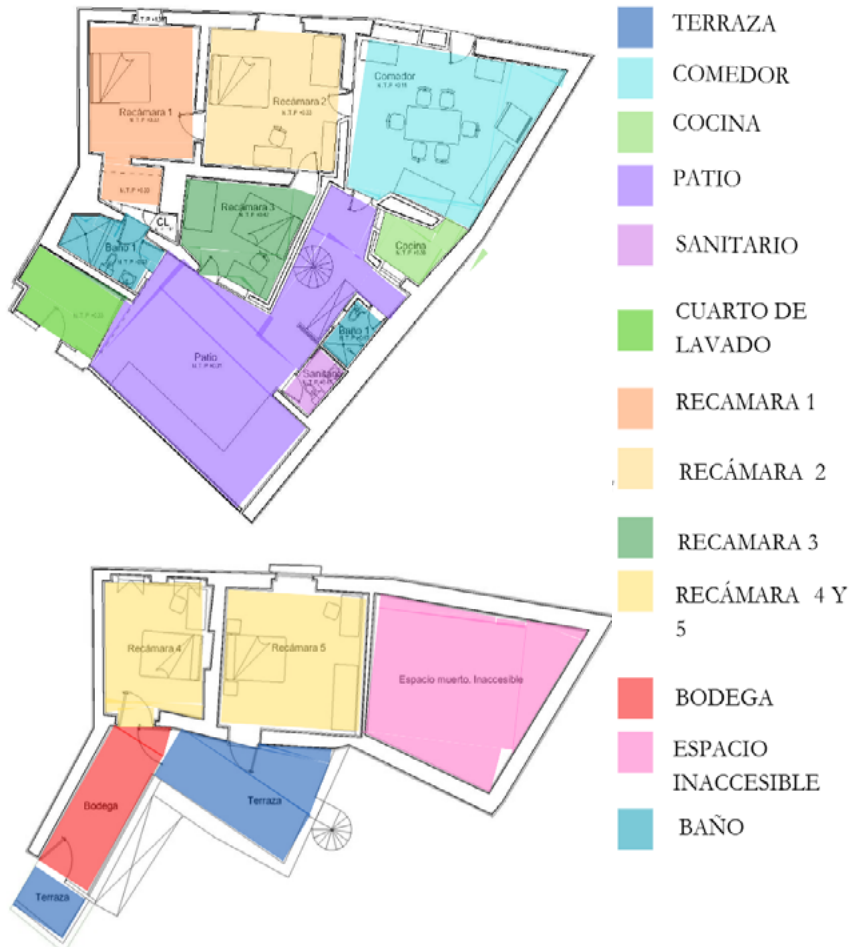 Recámara 1
Recámara 2
Comador
Recámara 3
CL
Baño 1
Cocina
Baño 1
Sanitario
Patio
Recámara 4
Recámara 5
Espacio muerto. Inaccesible
Bodega
Terraza
Terraza
TERRAZA
COMEDOR
COCINA
PATIO
SANITARIO
CUARTO DE
LAVADO
RECAMARA 1
RECÁMARA 2
RECAMARA 3
RECÁMARA 4 Y
5
BODEGA
ESPACIO
INACCESIBLE
BAÑO